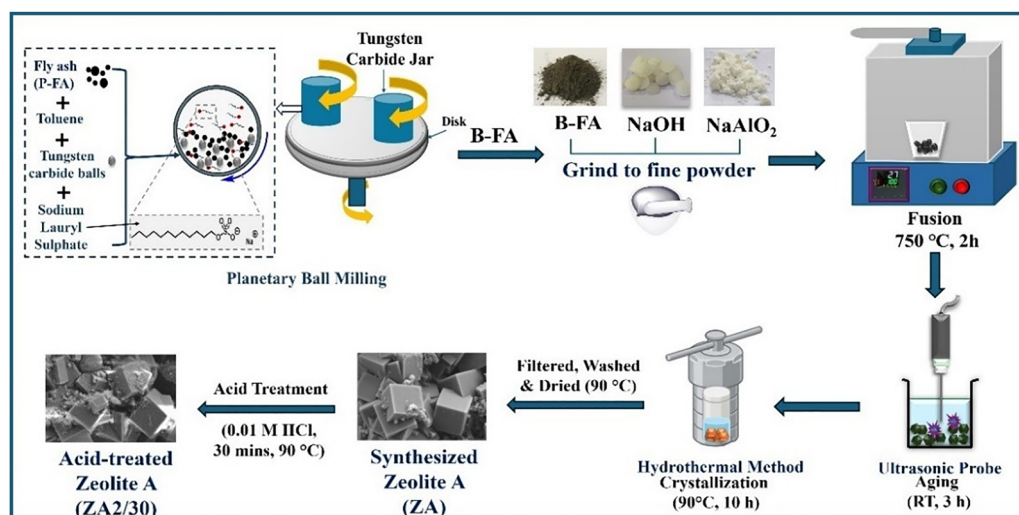 Fly ash
(P-FA)
+
Toluene
+
Tungsten
carbide balls
+
Sodium
Lauryl
Sulphate
Na
Planetary Ball Milling
Tungsten
Carbide Jar
Disk
B-FA
B-FA NaOH NaAlO₂
Grind to fine powder
Fusion
750 °C, 2h
Ultrasonic Probe
Aging
(RT, 3 h)
Hydrothermal Method
Crystallization
(90°C, 10 h)
Filtered, Washed
& Dried (90 °C)
Synthesized
Zeolite A
(ZA)
Acid Treatment
(0.01 M HCl,
30 mins, 90 °C)
Acid-treated
Zeolite A
(ZA2/30)